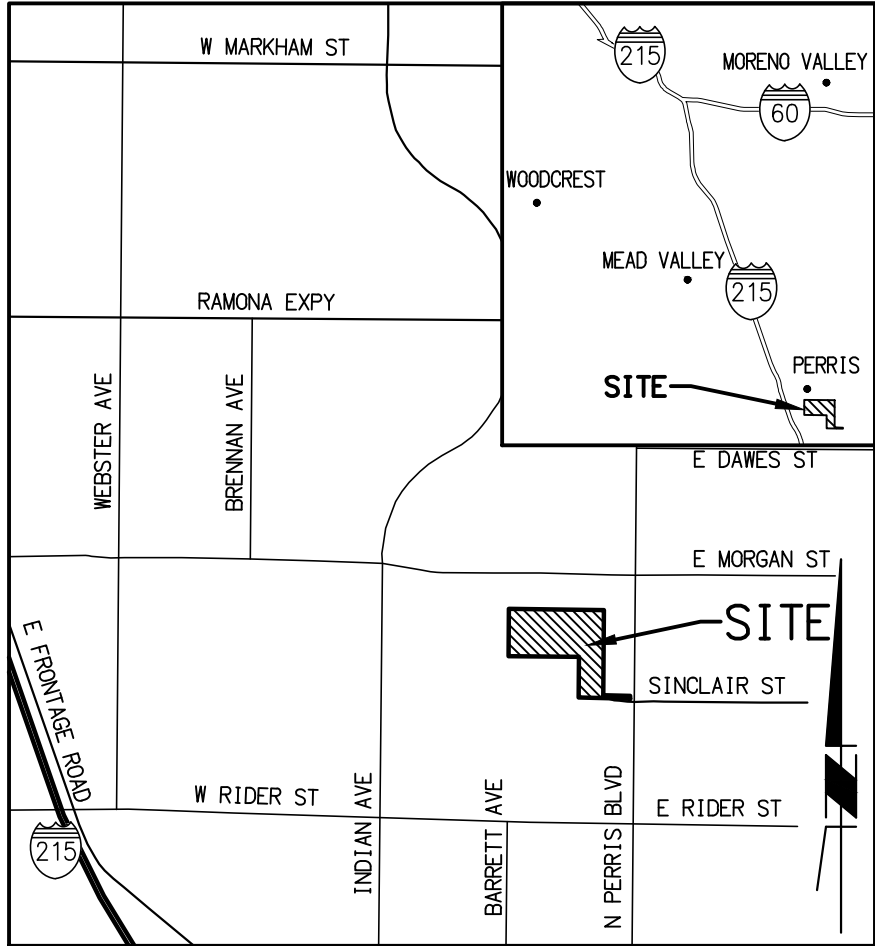 W MARKHAM ST
215
MORENO VALLEY
60
WOODCREST
MEAD VALLEY
215
RAMONA EXPY
PERRIS
SITE
WEBSTER AVE
BRENNAN AVE
E DAWES ST
E MORGAN ST
SITE
E FRONTAGE ROAD
SINCLAIR ST
W RIDER ST
INDIAN AVE
BARRETT AVE
N PERRIS BLVD
E RIDER ST
215
N